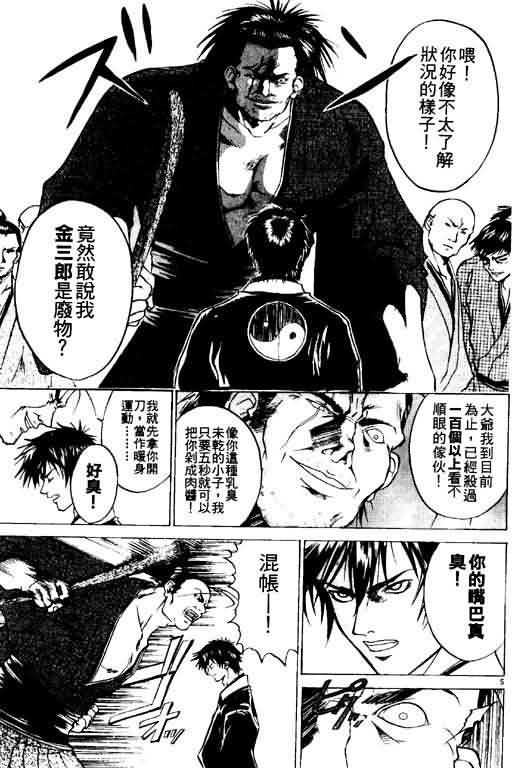 喂！
你好像不太了解
狀況的樣子！
竟然敢說我
金三郎是廢物？
ズズ
大爺我到目前
為止，已經殺過
一百個以上看不
順眼的傢伙！
像你這種乳臭
未乾的小子，我
只要五秒就可以
把你剁成肉醬！
我就先拿你開
刀，當作暖身
運動……
好臭！
你的嘴巴真
臭！
5
混帳—！